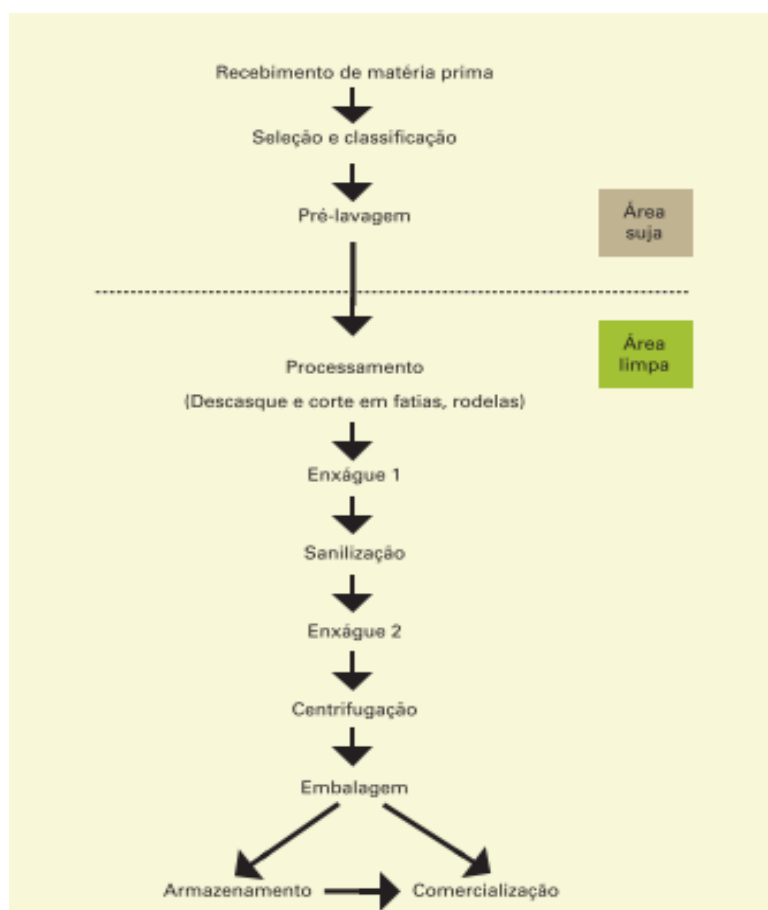 Recebimento de matéria prima
Seleção e classificação
Pré-lavagem
Área
suja
Área
limpa
Processamento
(Descasque e corte em fatias, rodelas)
Enxágue 1
Sanilização
Enxágue 2
Centrifugação
Embalagem
Armazenamento
Comercialização